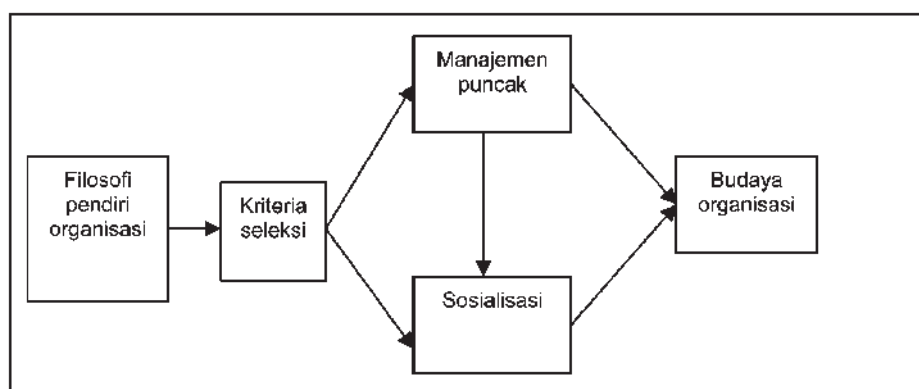 Manajemen
puncak
Filosofi
pendiri
organisasi
Kriteria
seleksi
Budaya
organisasi
Sosialisasi